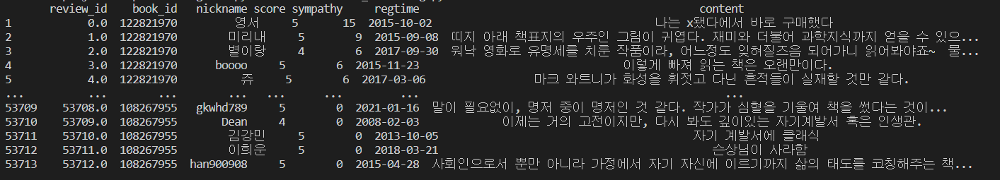 review_id book_id nickname score sympathy regtime content
1 0.0 122821970 영서 5 15 2015-10-02 나는 x됐다에서 바로 구매했다
2 1.0 122821970 미리내 5 9 2015-09-08 띠지 아래 책표지의 우주인 그림이 귀엽다. 재미와 더불어 과학지식까지 얻을 수 있으...
3 2.0 122821970 별이랑 4 6 2017-09-30 워낙 영화로 유명세를 치룬 작품이라, 어느정도 잊혀질즈음 되어가니 읽어봐야죠~ 물...
4 3.0 122821970 boooo 5 6 2015-11-23 이렇게 빠져 읽는 책은 오랜만이다.
5 4.0 122821970 쥬 5 6 2017-03-06 마크 와트니가 화성을 휘젓고 다닌 흔적들이 실재할 것만 같다.
... ... ... ... ... ... ... ...
53709 53708.0 108267955 gkwhd789 5 0 2021-01-16 말이 필요없이, 명저 중이 명저인 것 같다. 작가가 심혈을 기울여 책을 썼다는 것이...
53710 53709.0 108267955 Dean 4 0 2008-02-03 이제는 거의 고전이지만, 다시 봐도 깊이있는 자기계발서 혹은 인생관.
53711 53710.0 108267955 김강민 5 0 2013-10-05 자기 계발서에 클래식
53712 53711.0 108267955 이희운 5 0 2018-03-21 손상님이 사라함
53713 53712.0 108267955 han900908 5 0 2015-04-28 사회인으로서 뿐만 아니라 가정에서 자기 자신에 이르기까지 삶의 태도를 코칭해주는 책...